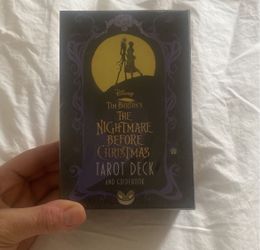 Disney
Tim Burton's
THE
NIGHTMARE
BEFORE
CHRISTMAS
TAROT DECK
AND GUIDEBOOK